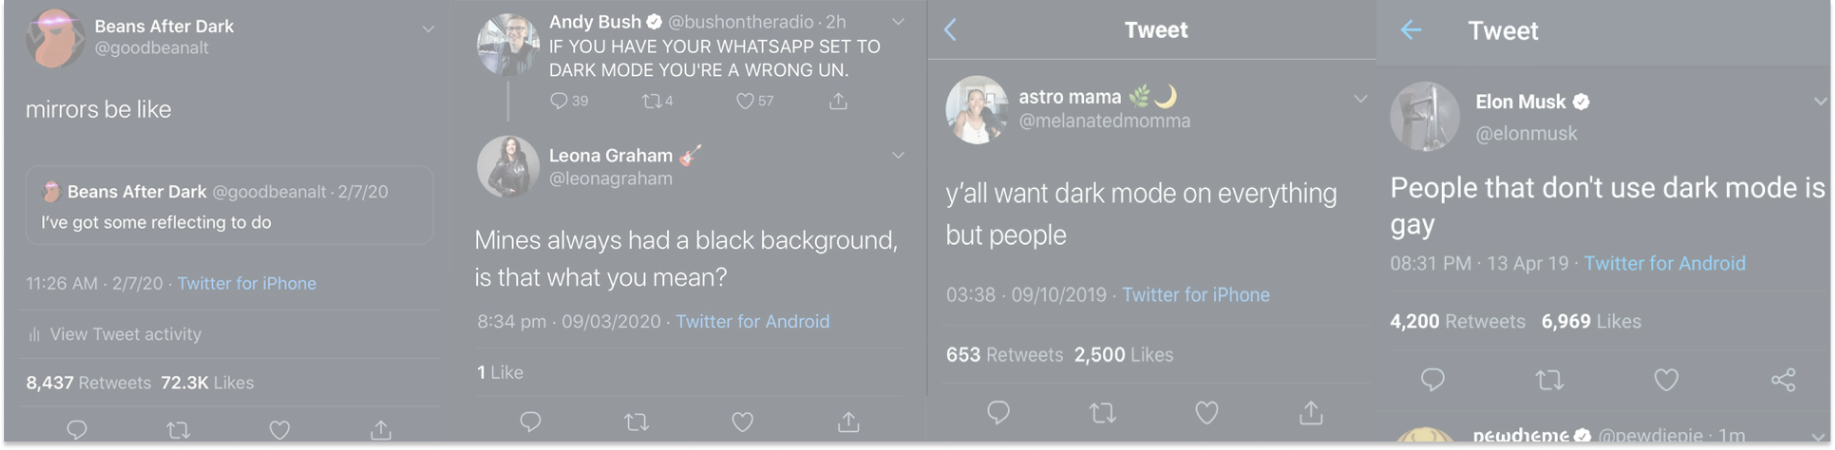 Beans After Dark
@goodbeanalt
mirrors be like
Beans After Dark @goodbeanalt · 2/7/20
I've got some reflecting to do
11:26 AM · 2/7/20 · Twitter for iPhone
View Tweet activity
8,437 Retweets 72.3K Likes
Andy Bush @bushontheradio · 2h
IF YOU HAVE YOUR WHATSAPP SET TO
DARK MODE YOU'RE A WRONG UN.
39 4 57
Leona Graham 🎸
@leonagraham
Mines always had a black background,
is that what you mean?
8:34 pm · 09/03/2020 · Twitter for Android
1 Like
Tweet
astro mama 🌿🌙
@melanatedmomma
y'all want dark mode on everything
but people
03:38 · 09/10/2019 · Twitter for iPhone
653 Retweets 2,500 Likes
Tweet
Elon Musk
@elonmusk
People that don't use dark mode is
gay
08:31 PM · 13 Apr 19 · Twitter for Android
4,200 Retweets 6,969 Likes
ρєωdιєριє @pewdiepie · 1m